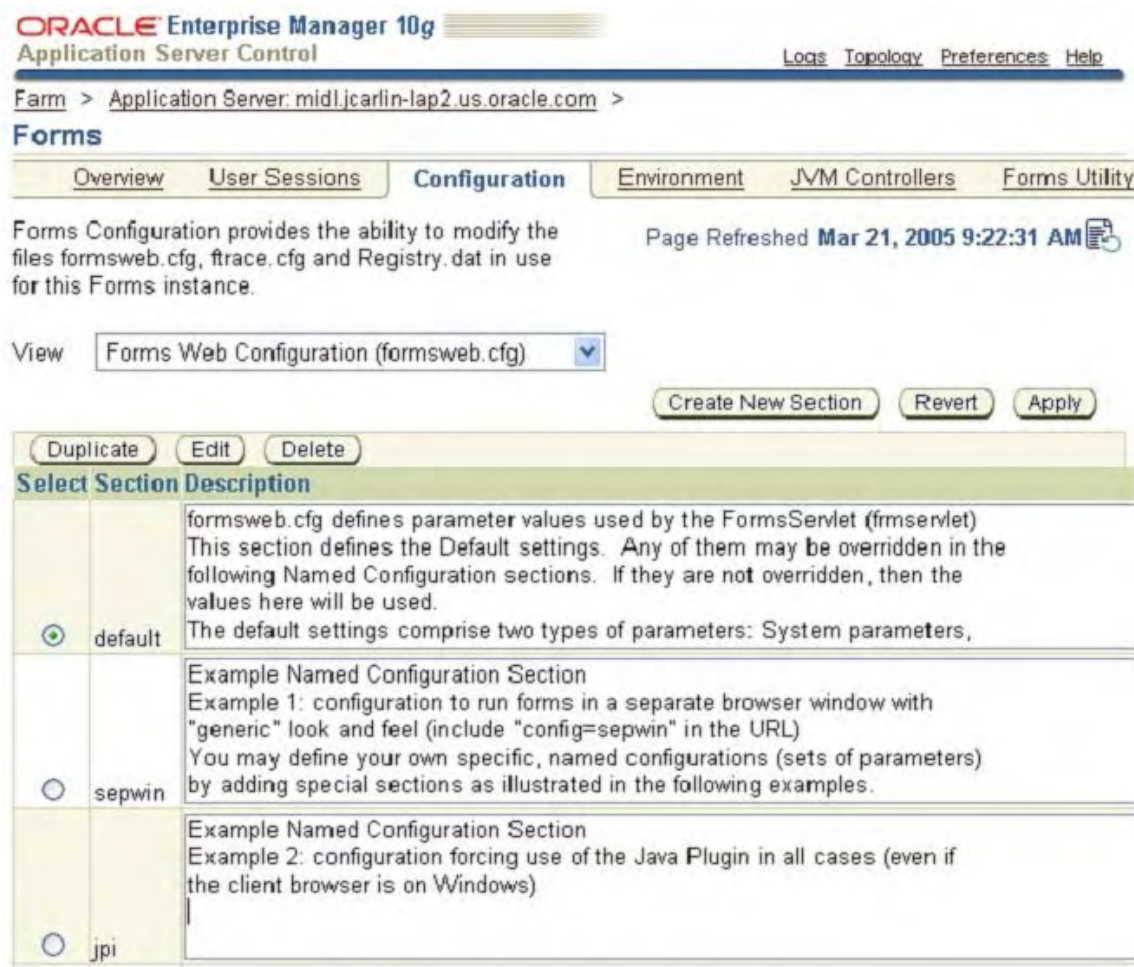 ORACLE Enterprise Manager 10g
Application Server Control
Logs Topology Preferences Help
Farm > Application Server: midl.jcarlin-lap2.us.oracle.com >
Forms
Overview User Sessions Configuration Environment JVM Controllers Forms Utility
Forms Configuration provides the ability to modify the
files formsweb.cfg, ftrace.cfg and Registry.dat in use
for this Forms instance.
Page Refreshed Mar 21, 2005 9:22:31 AM
View Forms Web Configuration (formsweb.cfg)
Create New Section Revert Apply
Duplicate Edit Delete
Select Section Description
formsweb.cfg defines parameter values used by the FormsServlet (frmservlet)
This section defines the Default settings. Any of them may be overridden in the
following Named Configuration sections. If they are not overridden, then the
values here will be used.
The default settings comprise two types of parameters: System parameters,
default
Example Named Configuration Section
Example 1: configuration to run forms in a separate browser window with
"generic" look and feel (include "config=sepwin" in the URL)
You may define your own specific, named configurations (sets of parameters)
by adding special sections as illustrated in the following examples.
sepwin
Example Named Configuration Section
Example 2: configuration forcing use of the Java Plugin in all cases (even if
the client browser is on Windows)
jpi